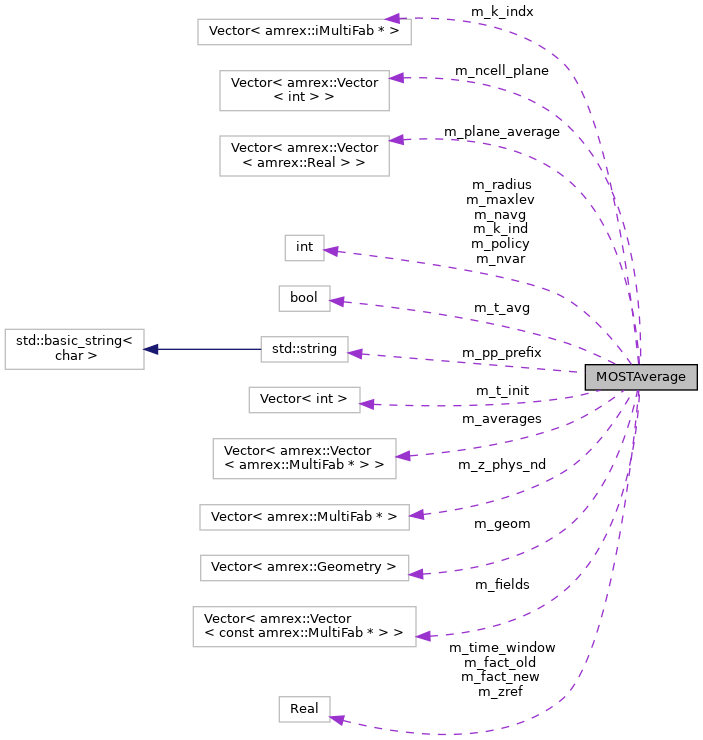 m_k_indx
Vector< amrex::iMultiFab * >
m_ncell_plane
Vector< amrex::Vector
< int > >
m_plane_average
Vector< amrex::Vector
< amrex::Real > >
m_radius
m_maxlev
m_navg
m_k_ind
m_policy
m_nvar
int
bool
m_t_avg
std::basic_string<
char >
std::string
m_pp_prefix
MOSTAverage
Vector< int >
m_t_init
m_averages
Vector< amrex::Vector
< amrex::MultiFab * > >
m_z_phys_nd
Vector< amrex::MultiFab * >
m_geom
Vector< amrex::Geometry >
m_fields
Vector< amrex::Vector
< const amrex::MultiFab * > >
m_time_window
m_fact_old
m_fact_new
m_zref
Real